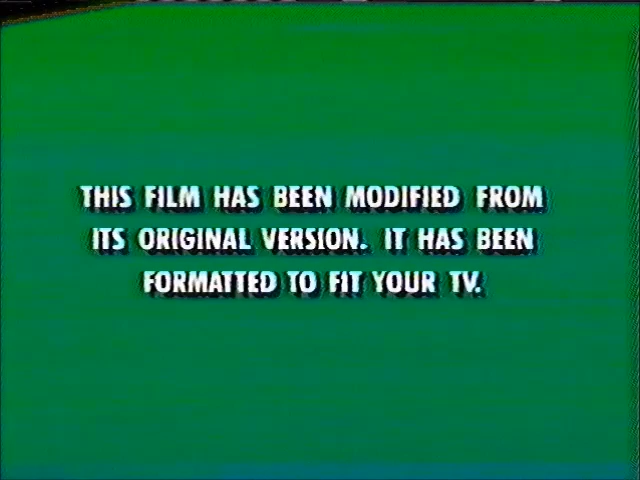 THIS FILM HAS BEEN MODIFIED FROM
ITS ORIGINAL VERSION. IT HAS BEEN
FORMATTED TO FIT YOUR TV.